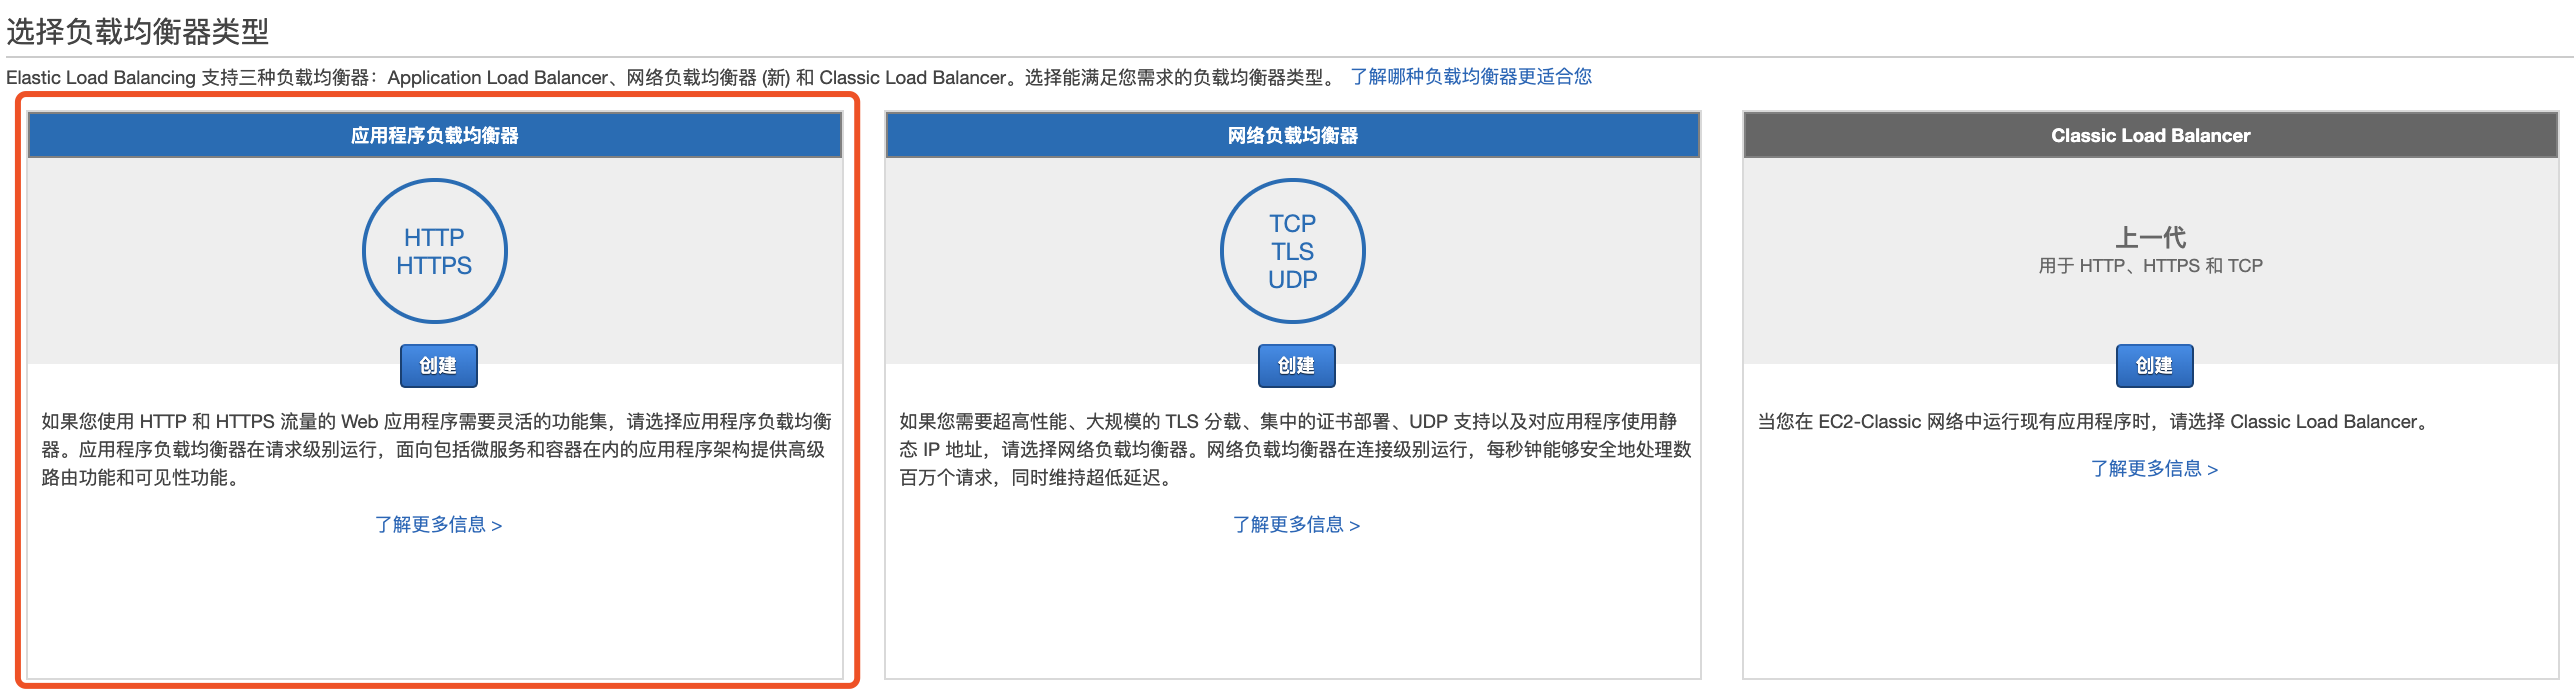 选择负载均衡器类型
Elastic Load Balancing 支持三种负载均衡器：Application Load Balancer、网络负载均衡器 (新) 和 Classic Load Balancer。选择能满足您需求的负载均衡器类型。 了解哪种负载均衡器更适合您
应用程序负载均衡器
HTTP
HTTPS
创建
如果您使用 HTTP 和 HTTPS 流量的 Web 应用程序需要灵活的功能集，请选择应用程序负载均衡
器。应用程序负载均衡器在请求级别运行，面向包括微服务和容器在内的应用程序架构提供高级
路由功能和可见性功能。
了解更多信息 >
网络负载均衡器
TCP
TLS
UDP
创建
如果您需要超高性能、大规模的 TLS 分载、集中的证书部署、UDP 支持以及对应用程序使用静
态 IP 地址，请选择网络负载均衡器。网络负载均衡器在连接级别运行，每秒钟能够安全地处理数
百万个请求，同时维持超低延迟。
了解更多信息 >
Classic Load Balancer
上一代
用于 HTTP、HTTPS 和 TCP
创建
当您在 EC2-Classic 网络中运行现有应用程序时，请选择 Classic Load Balancer。
了解更多信息 >